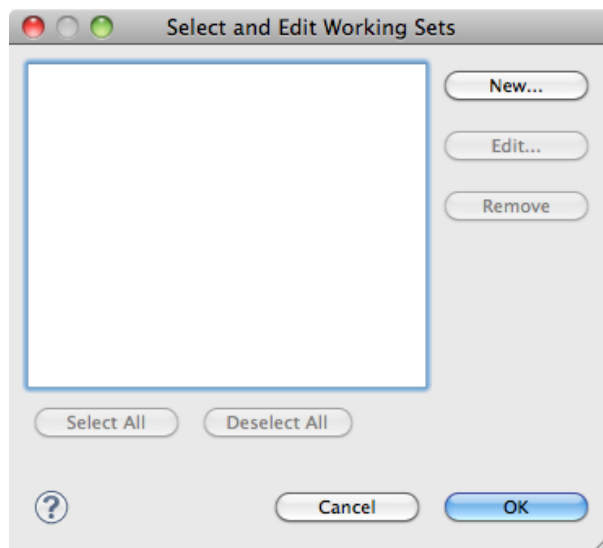 Select and Edit Working Sets
New...
Edit...
Remove
Select All
Deselect All
?
Cancel
OK